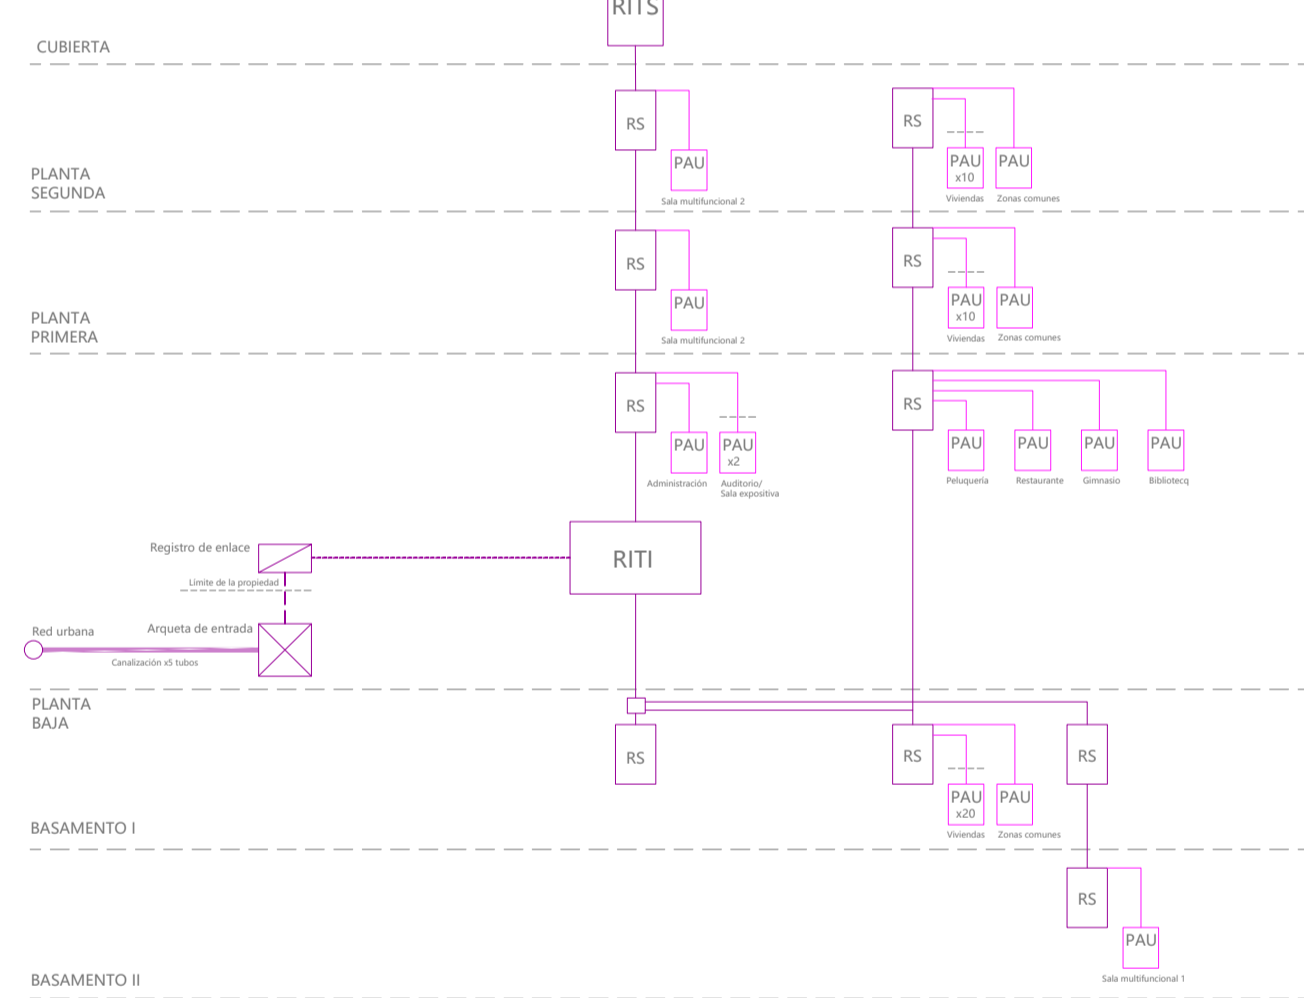 RITS
CUBIERTA
RS
PAU
Sala multifuncional 2
RS
PAU
x10
Viviendas
PAU
Zonas comunes
PLANTA
SEGUNDA
RS
PAU
Sala multifuncional 2
RS
PAU
x10
Viviendas
PAU
Zonas comunes
PLANTA
PRIMERA
RS
PAU
Administración
PAU
x2
Auditorio/
Sala expositiva
RS
PAU
Peluquería
PAU
Restaurante
PAU
Gimnasio
PAU
Bibliotecq
Registro de enlace
RITI
Limite de la propiedad
Red urbana
Arqueta de entrada
Canalización x5 tubos
PLANTA
BAJA
RS
RS
PAU
x20
Viviendas
PAU
Zonas comunes
RS
BASAMENTO I
RS
PAU
Sala multifuncional 1
BASAMENTO II